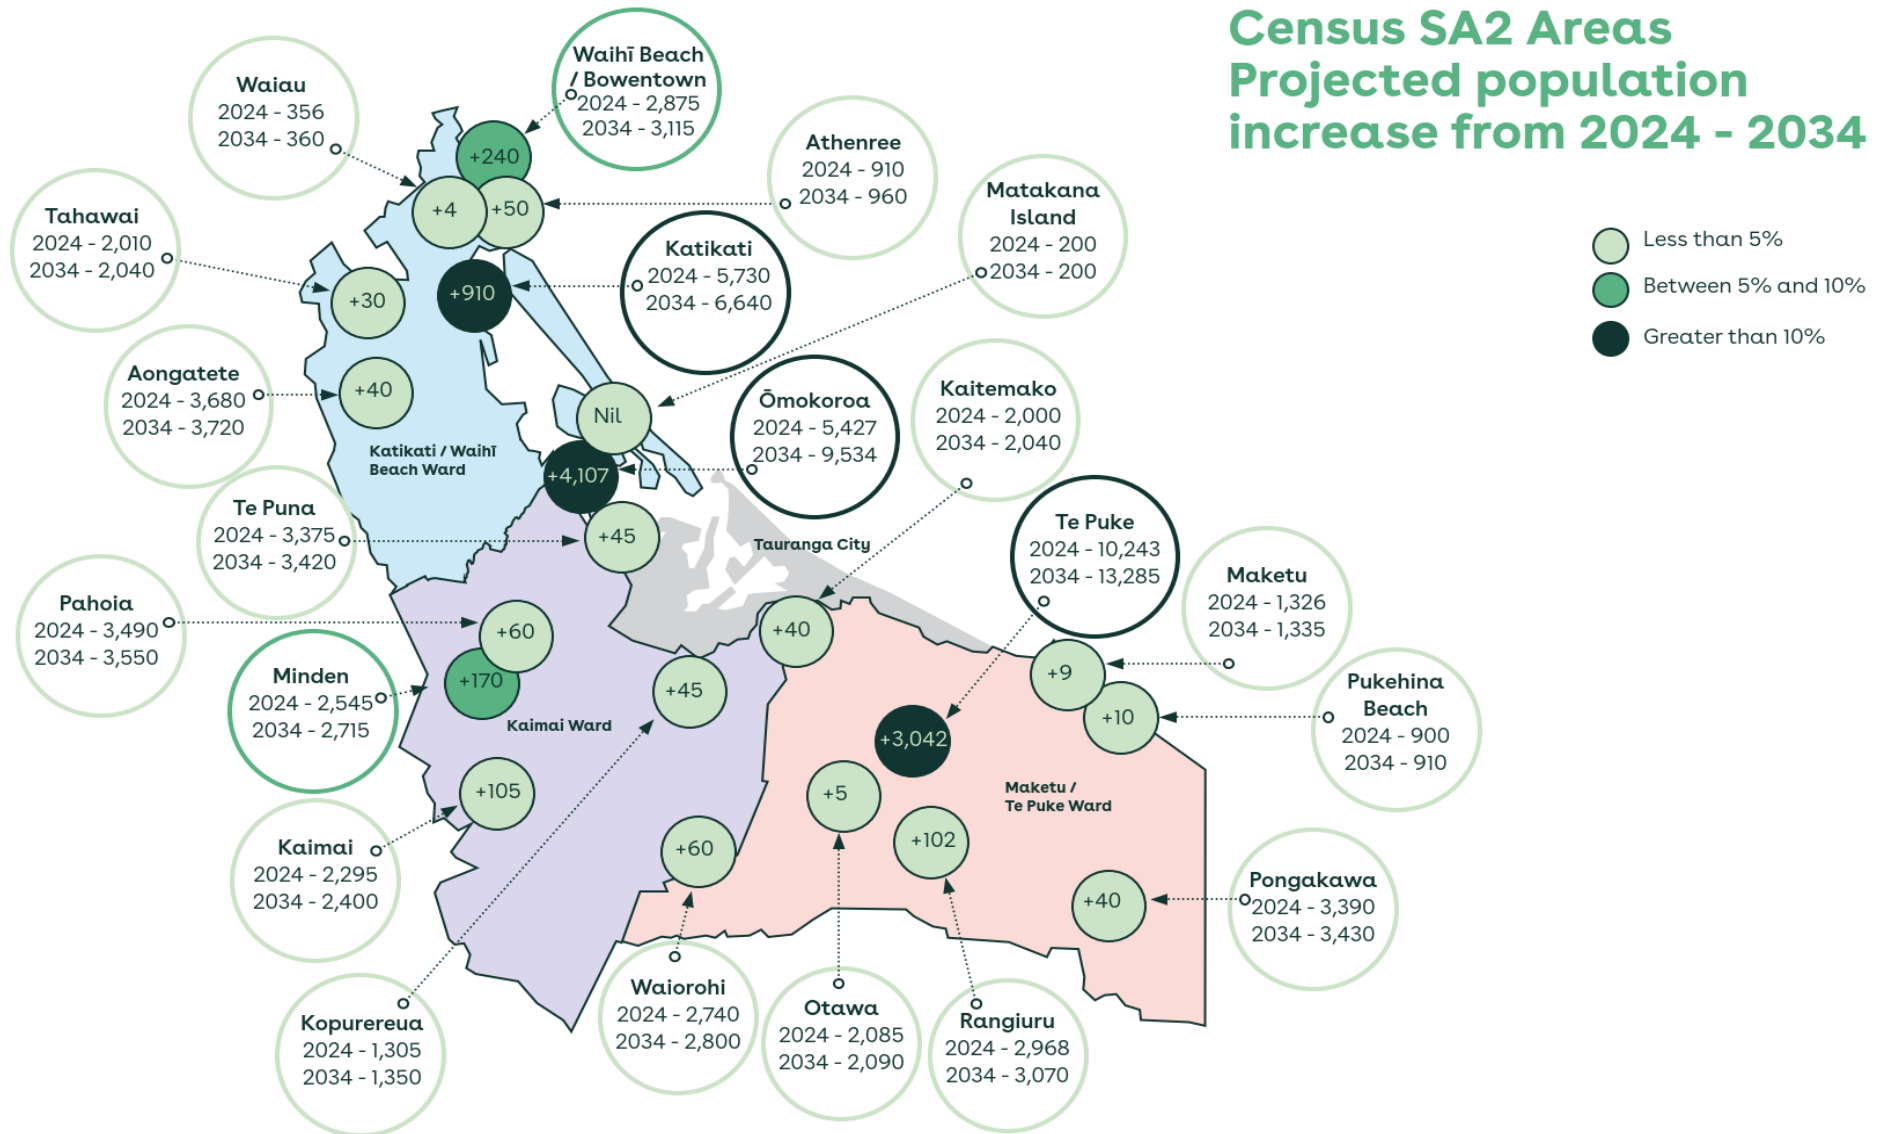 Census SA2 Areas
Projected population
increase from 2024 - 2034
Less than 5%
Between 5% and 10%
Greater than 10%
Waihī Beach
/ Bowentown
2024 - 2,875
2034 - 3,115
Waiau
2024 - 356
2034 - 360
Athenree
2024 - 910
2034 - 960
Matakana
Island
2024 - 200
2034 - 200
Tahawai
2024 - 2,010
2034 - 2,040
Katikati
2024 - 5,730
2034 - 6,640
Aongatete
2024 - 3,680
2034 - 3,720
Ōmokoroa
2024 - 5,427
2034 - 9,534
Kaitemako
2024 - 2,000
2034 - 2,040
Te Puna
2024 - 3,375
2034 - 3,420
Te Puke
2024 - 10,243
2034 - 13,285
Maketu
2024 - 1,326
2034 - 1,335
Pahoia
2024 - 3,490
2034 - 3,550
Minden
2024 - 2,545
2034 - 2,715
Pukehina
Beach
2024 - 900
2034 - 910
Kaimai
2024 - 2,295
2034 - 2,400
Pongakawa
2024 - 3,390
2034 - 3,430
Kopurereua
2024 - 1,305
2034 - 1,350
Waiorohi
2024 - 2,740
2034 - 2,800
Otawa
2024 - 2,085
2034 - 2,090
Rangiuru
2024 - 2,968
2034 - 3,070
+240
+4
+50
+910
+30
+40
Nil
Katikati / Waihī
Beach Ward
+4,107
+45
Tauranga City
+60
+40
+170
+45
+9
+10
Kaimai Ward
+3,042
+105
+5
Maketu /
Te Puke Ward
+102
+60
+40